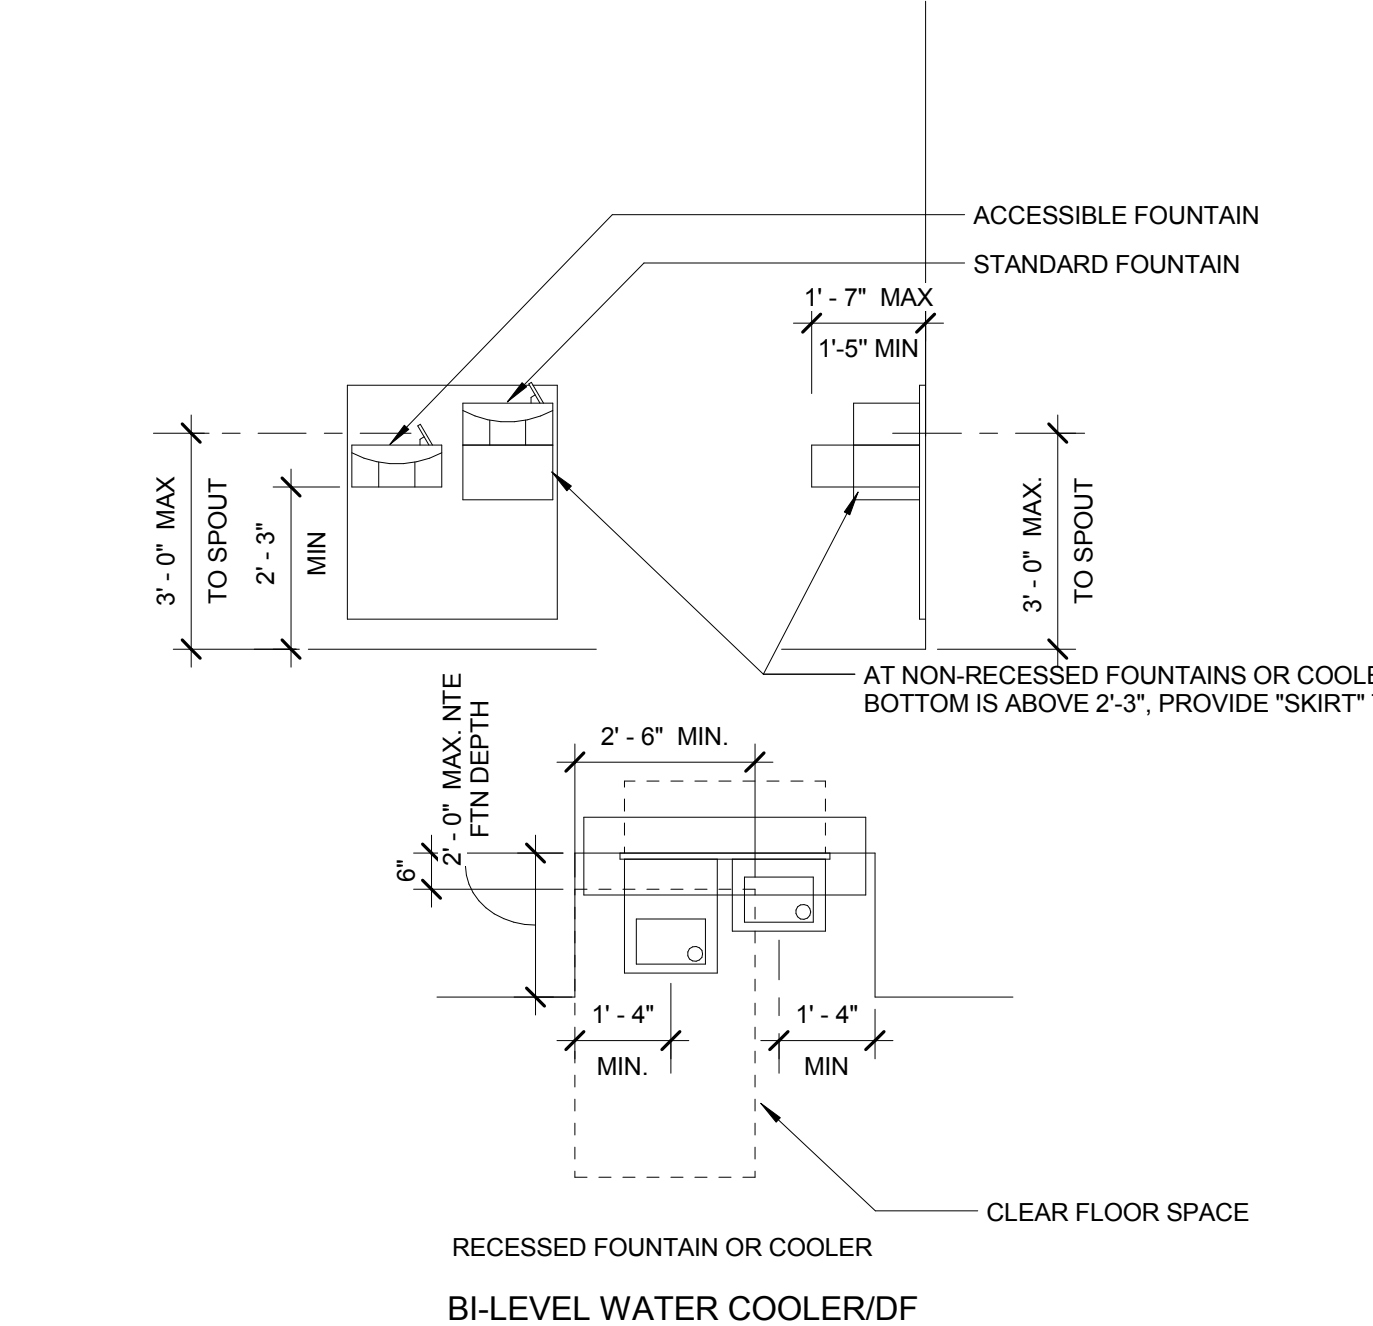 ACCESSIBLE FOUNTAIN
STANDARD FOUNTAIN
1' - 7" MAX
1'-5" MIN
3' - 0" MAX
TO SPOUT
2' - 3"
MIN
3' - 0" MAX.
TO SPOUT
AT NON-RECESSED FOUNTAINS OR
BOTTOM IS ABOVE 2'-3", PROVIDE "SKIRT"
2' - 0" MAX. NTE
FTN DEPTH
2' - 6" MIN.
6"
1' - 4"
MIN.
1' - 4"
MIN
CLEAR FLOOR SPACE
RECESSED FOUNTAIN OR COOLER
BI-LEVEL WATER COOLER/DF